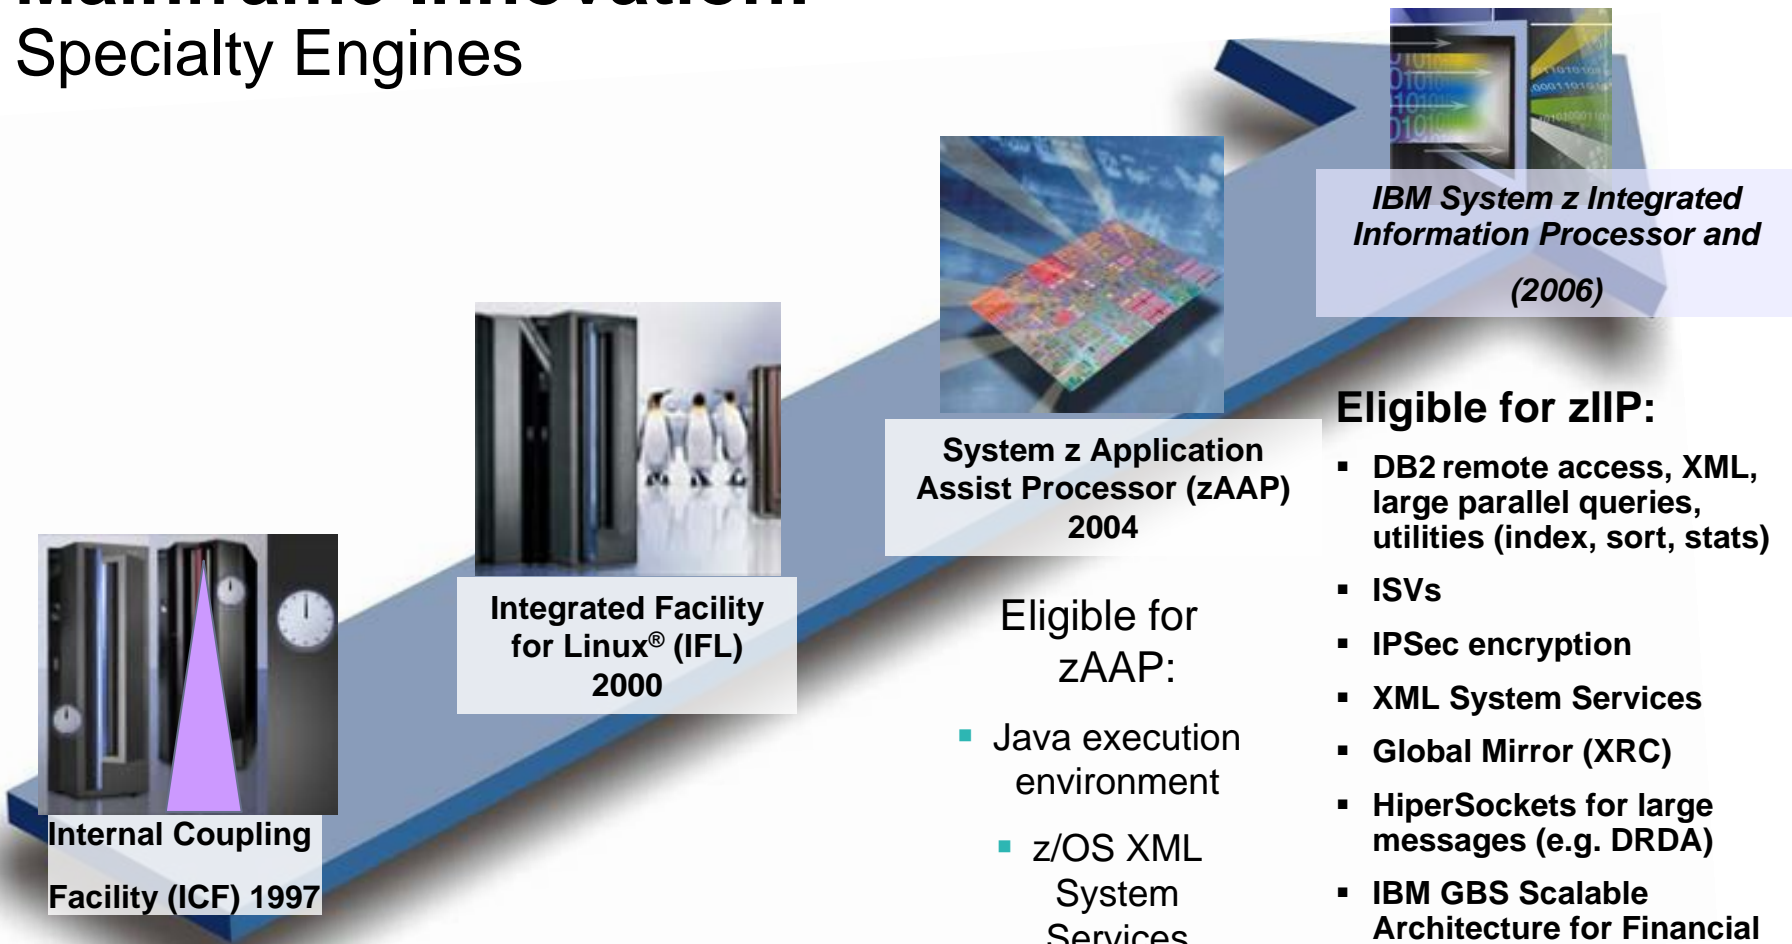 Mainframe Innovation:
Specialty Engines
IBM System z Integrated
Information Processor and
(2006)
System z Application
Assist Processor (zAAP)
2004
Integrated Facility
for Linux® (IFL)
2000
Internal Coupling
Facility (ICF) 1997
Eligible for
zAAP:
▪ Java execution
environment
▪ z/OS XML
System
Services
Eligible for zIIP:
▪ DB2 remote access, XML,
large parallel queries,
utilities (index, sort, stats)
▪ ISVs
▪ IPSec encryption
▪ XML System Services
▪ Global Mirror (XRC)
▪ HiperSockets for large
messages (e.g. DRDA)
▪ IBM GBS Scalable
Architecture for Financial